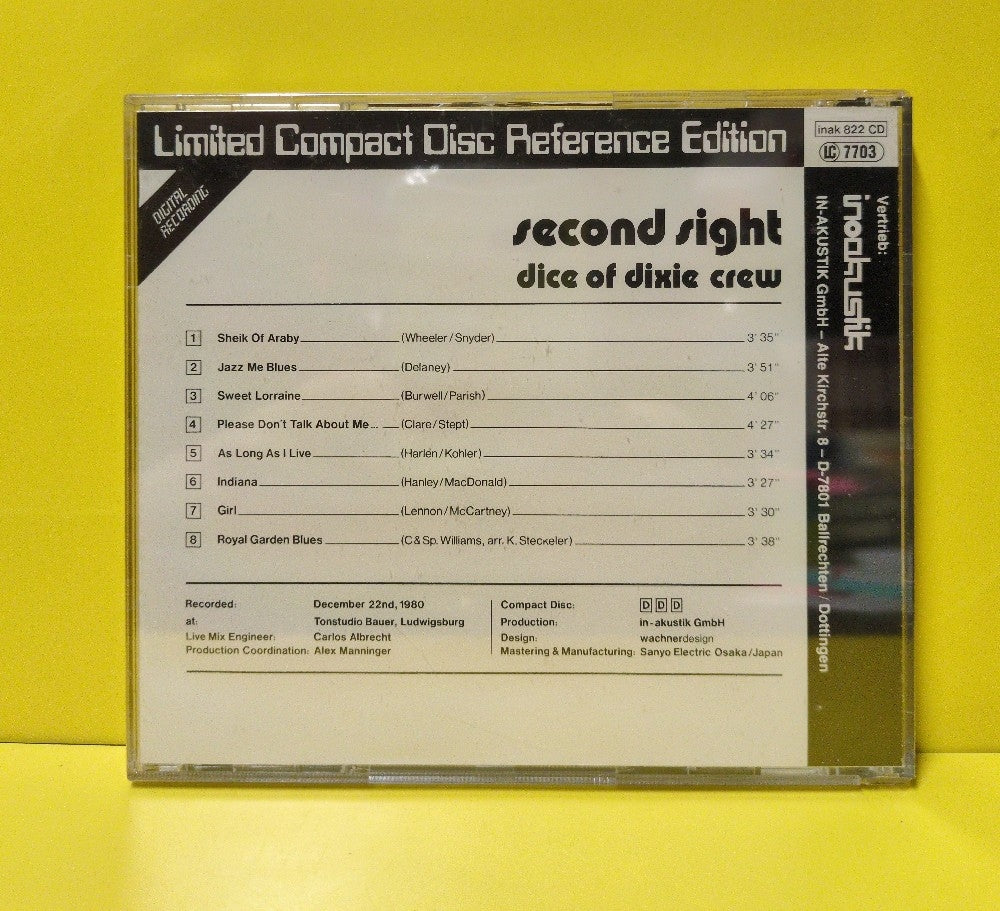 Limited Compact Disc Reference Edition
inak 822 CD
LC 7703
DIGITAL
RECORDING
second sight
dice of dixie crew
1 Sheik Of Araby (Wheeler/Snyder) 3' 35"
2 Jazz Me Blues (Delaney) 3' 51"
3 Sweet Lorraine (Burwell/Parish) 4' 06"
4 Please Don't Talk About Me... (Clare/Stept) 4' 27"
5 As Long As I Live (Harlen/Kohler) 3' 34"
6 Indiana (Hanley/MacDonald) 3' 27"
7 Girl (Lennon/McCartney) 3' 30"
8 Royal Garden Blues (C&Sp. Williams, arr. K. Steckeler) 3' 38"
Recorded: December 22nd, 1980
at: Tonstudio Bauer, Ludwigsburg
Live Mix Engineer: Carlos Albrecht
Production Coordination: Alex Manninger
Compact Disc: D D D
Production: in-akustik GmbH
Design: wachnerdesign
Mastering & Manufacturing: Sanyo Electric Osaka/Japan
Vertrieb:
inakustik
IN-AKUSTIK GmbH – Alte Kirchstr. 8 – D-7801 Ballrechten/Dottingen